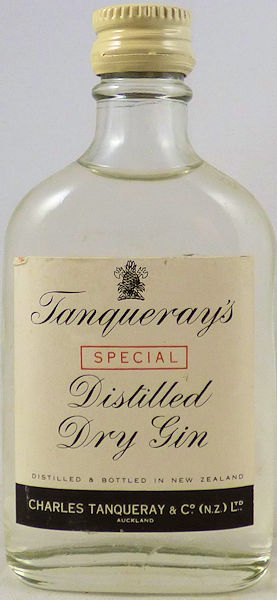 Tanqueray's
SPECIAL
Distilled
Dry Gin
DISTILLED & BOTTLED IN NEW ZEALAND
CHARLES TANQUERAY & Cº (N.Z.) LTD.
AUCKLAND